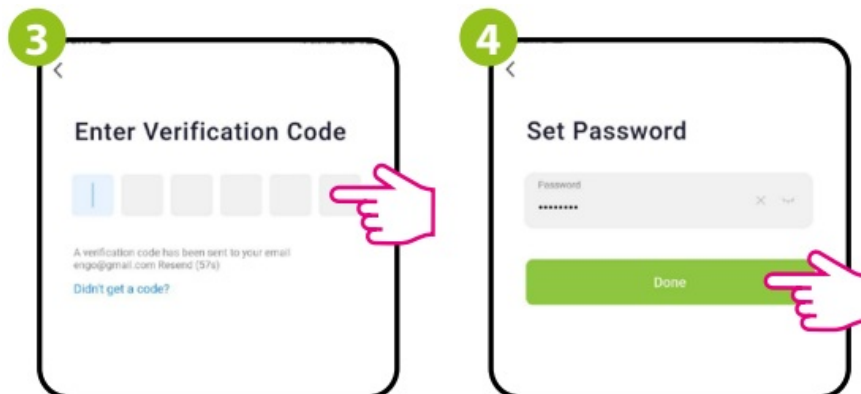 3
Enter Verification Code
A verification code has been sent to your email
engo@gmail.com Resend (57s)
Didn't get a code?
4
Set Password
Password
••••••••
Done